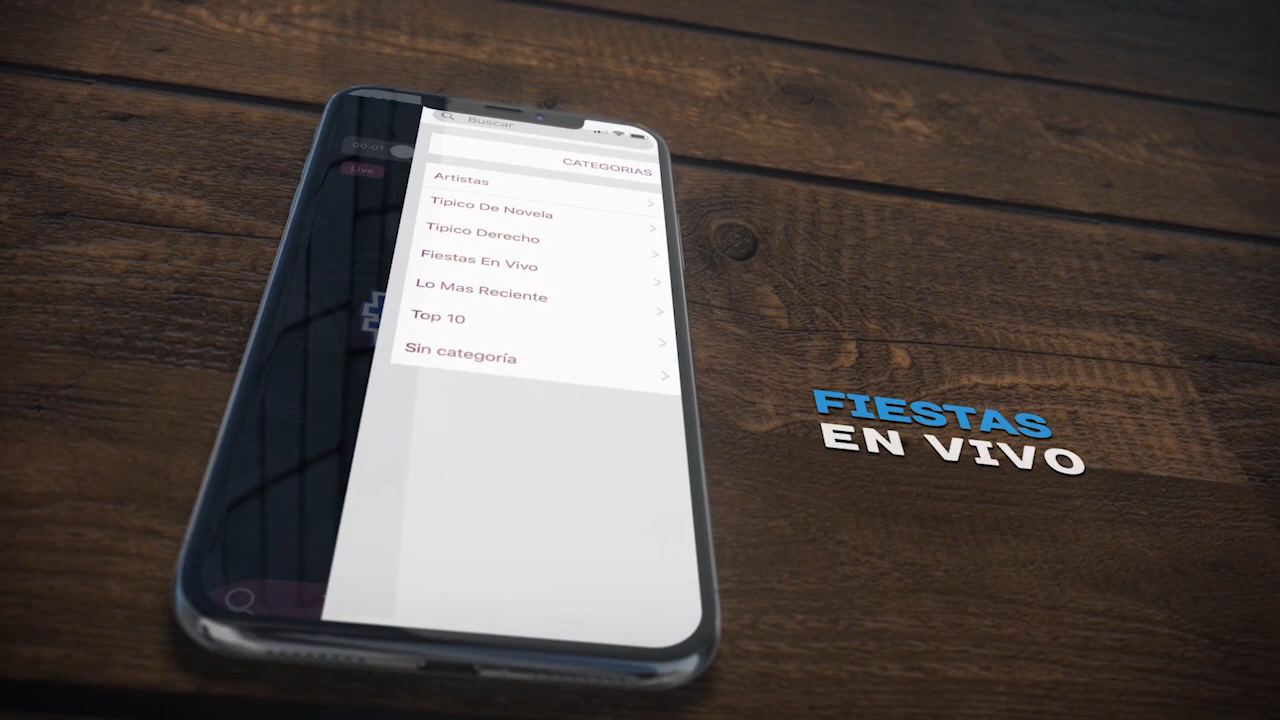 Buscar
00:01
Live
CATEGORIAS
Artistas
Tipico De Novela
Tipico Derecho
Fiestas En Vivo
Lo Mas Reciente
Top 10
Sin categoría
FIESTAS
EN VIVO